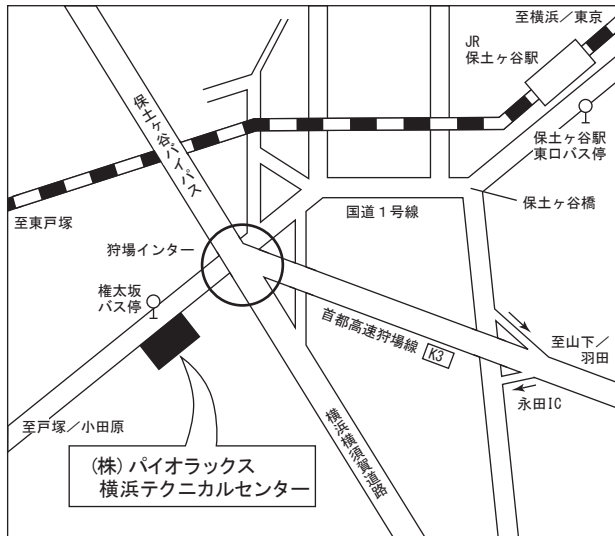 至横浜／東京
JR
保土ヶ谷駅
保土ヶ谷バイパス
保土ヶ谷駅
東口バス停
保土ヶ谷橋
国道1号線
至東戸塚
狩場インター
権太坂
バス停
首都高速狩場線
K3
至山下／
羽田
永田IC
至戸塚／小田原
横浜横須賀道路
(株)パイオラックス
横浜テクニカルセンター